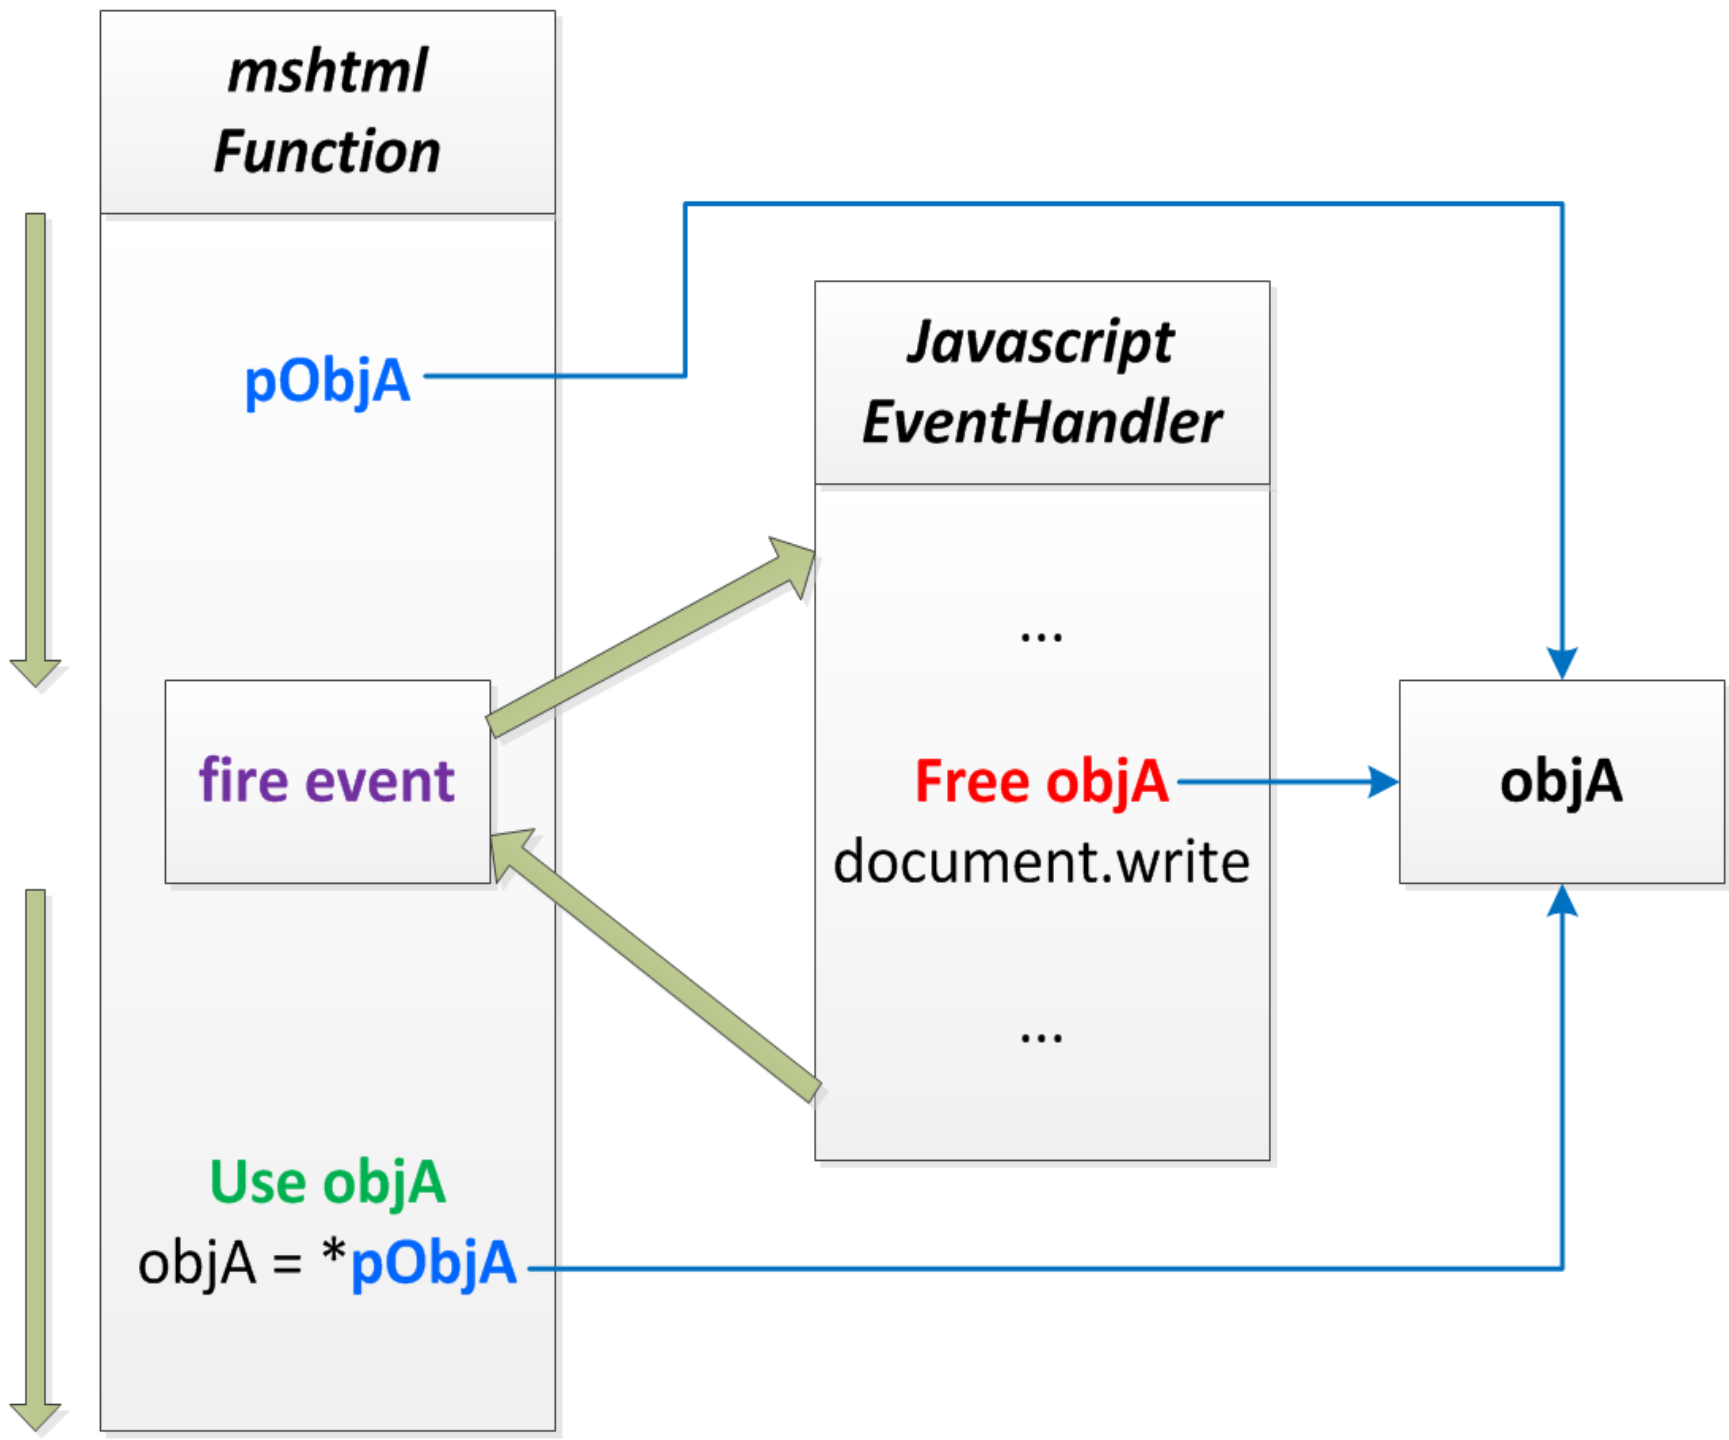 mshtml
Function
pObjA
fire event
Use objA
objA = *pObjA
Javascript
EventHandler
...
Free objA
document.write
...
objA